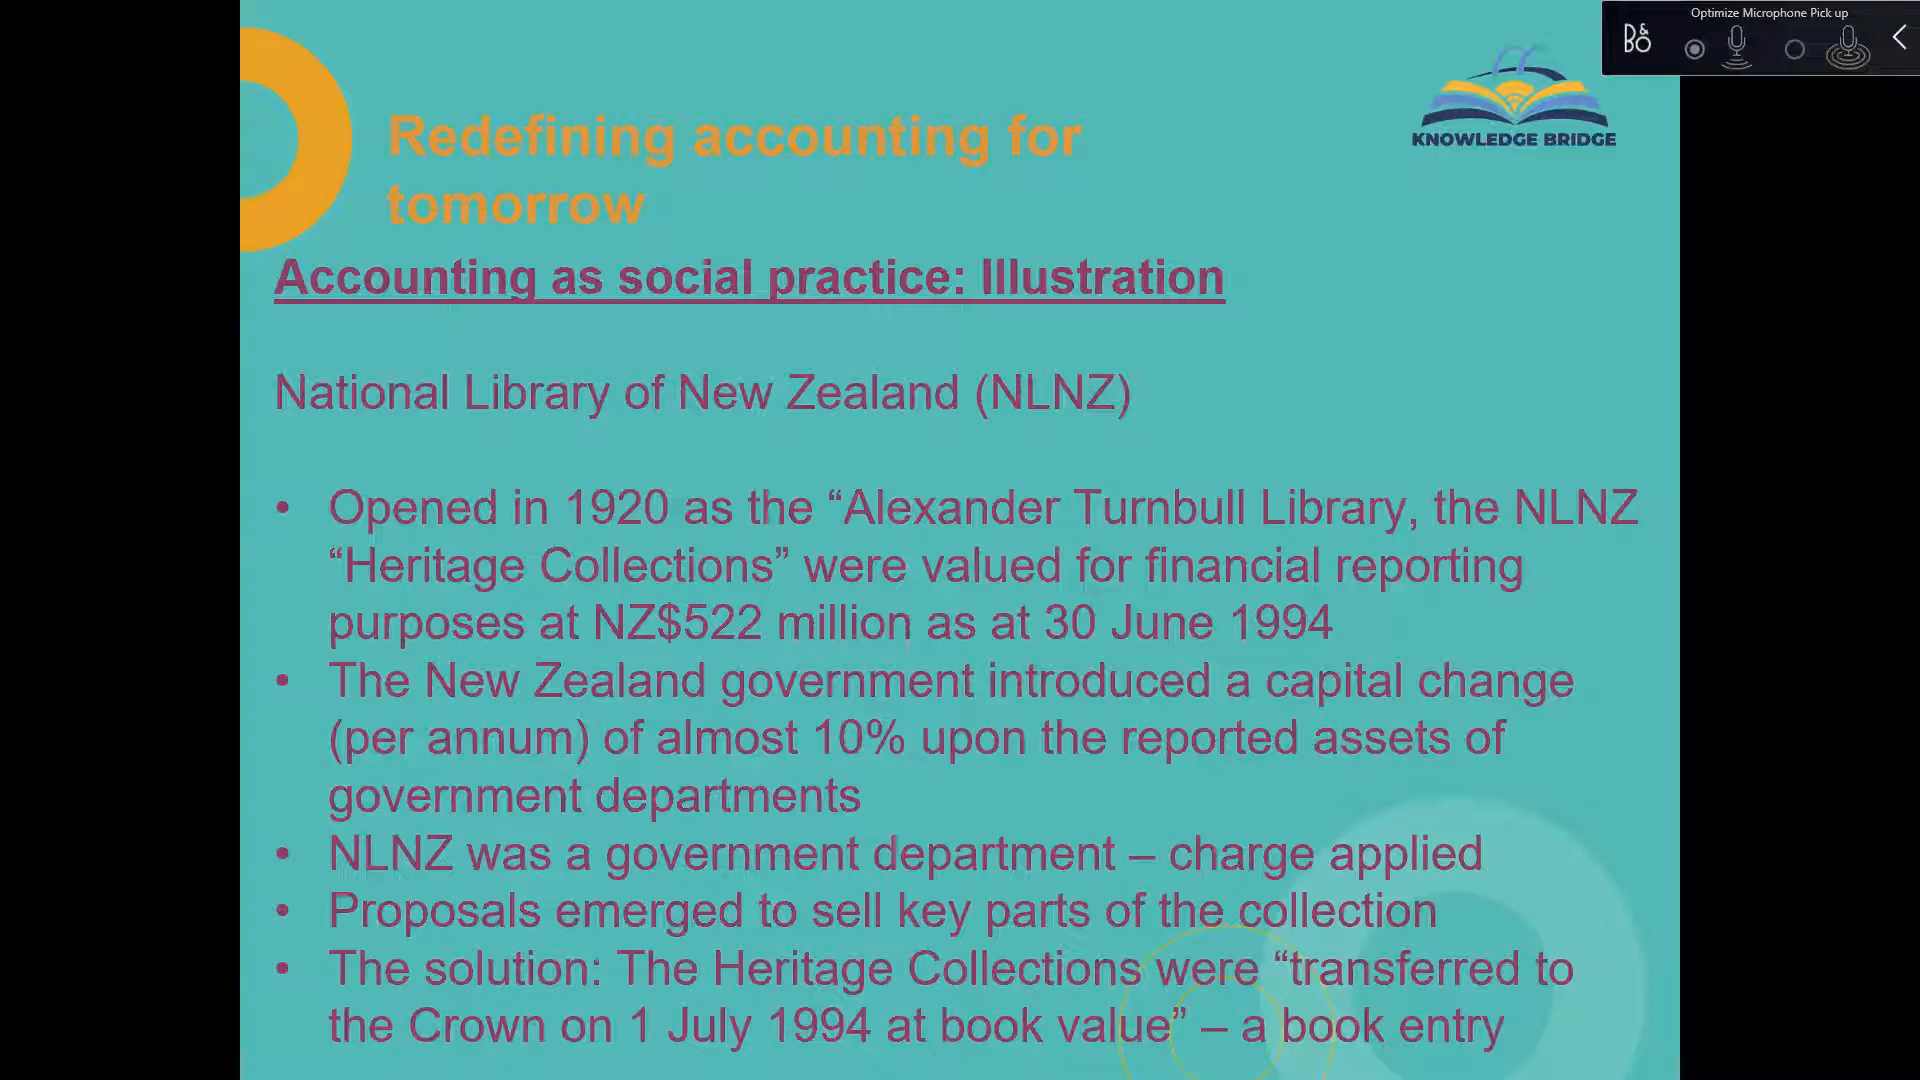 Optimize Microphone Pick up
B&O
KNOWLEDGE BRIDGE
Redefining accounting for
tomorrow
Accounting as social practice: Illustration
National Library of New Zealand (NLNZ)
• Opened in 1920 as the “Alexander Turnbull Library, the NLNZ
“Heritage Collections” were valued for financial reporting
purposes at NZ$522 million as at 30 June 1994
• The New Zealand government introduced a capital change
(per annum) of almost 10% upon the reported assets of
government departments
• NLNZ was a government department – charge applied
• Proposals emerged to sell key parts of the collection
• The solution: The Heritage Collections were “transferred to
the Crown on 1 July 1994 at book value” – a book entry